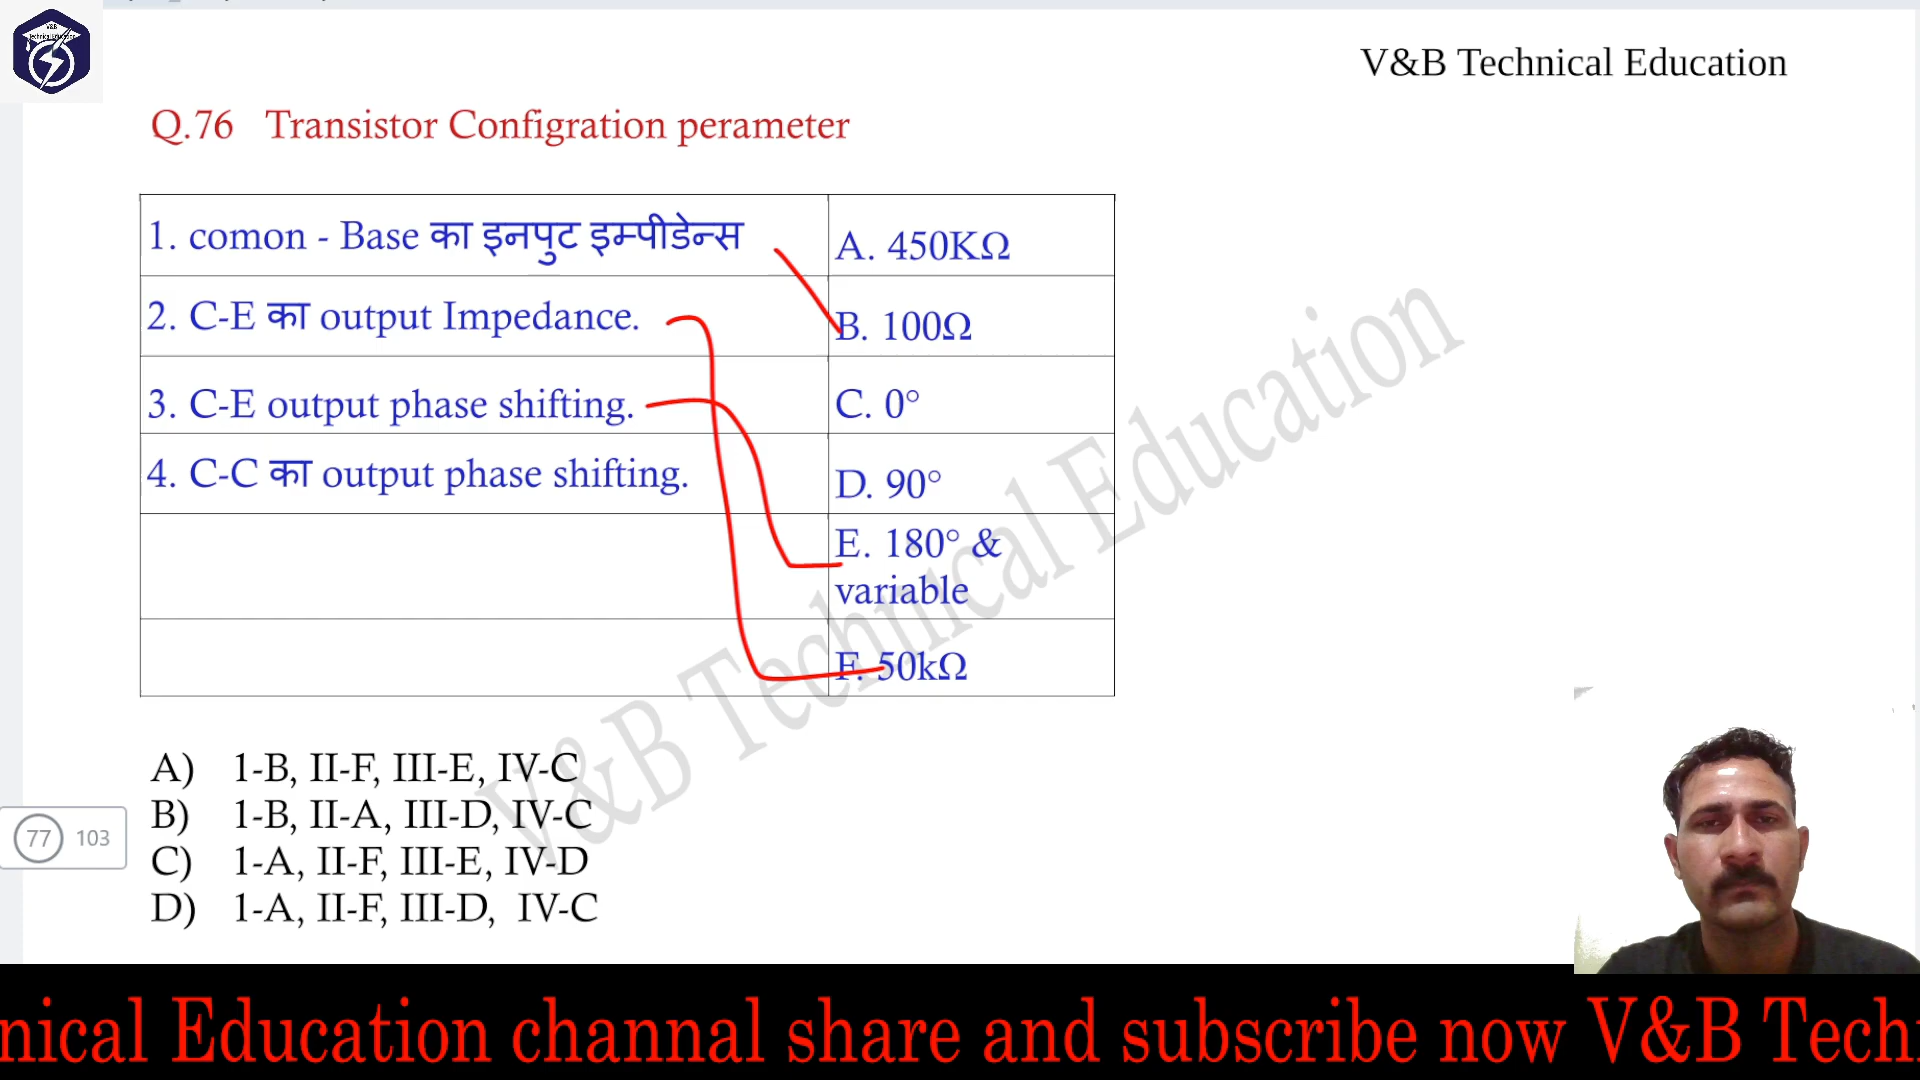 V&B
Technical Education
V&B Technical Education
Q.76 Transistor Configration perameter
1. comon - Base का इनपुट इम्पीडेन्स
A. 450KΩ
2. C-E का output Impedance.
B. 100Ω
3. C-E output phase shifting.
C. 0°
4. C-C का output phase shifting.
D. 90°
E. 180° &
variable
F. 50kΩ
V&B Technical Education
A) 1-B, II-F, III-E, IV-C
B) 1-B, II-A, III-D, IV-C
C) 1-A, II-F, III-E, IV-D
D) 1-A, II-F, III-D, IV-C
77 103
nical Education channal share and subscribe now V&B Tech